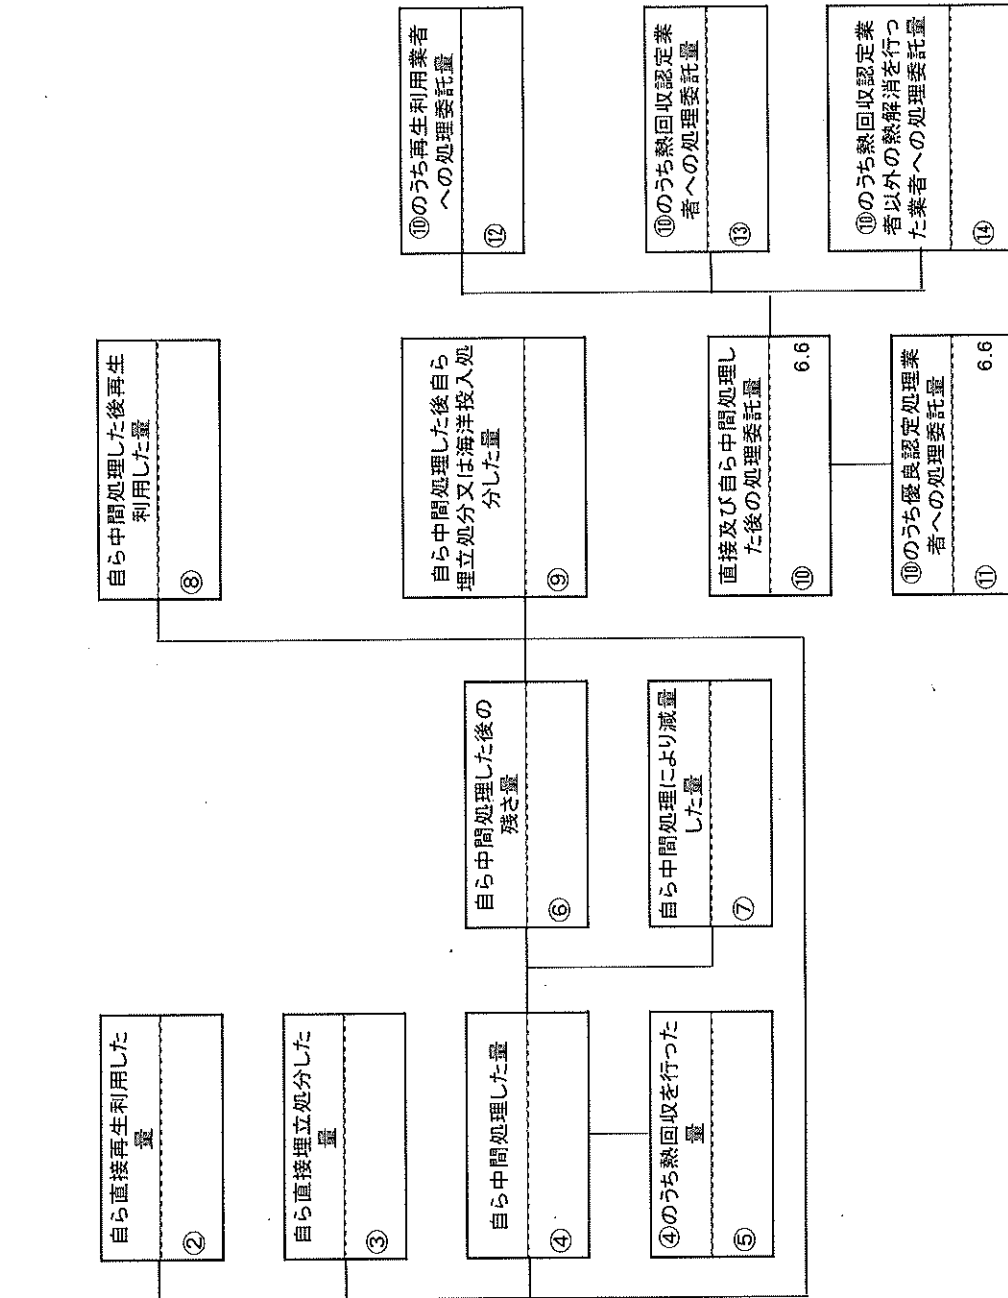 自ら直接再生利用した
量
②
自ら直接埋立処分した
量
③
自ら中間処理した量
④
④のうち熱回収を行った
量
⑤
自ら中間処理した後の
残さ量
⑥
自ら中間処理により減量
した量
⑦
自ら中間処理した後再生
利用した量
⑧
自ら中間処理した後自ら
埋立処分又は海洋投入処
分した量
⑨
直接及び自ら中間処理し
た後の処理委託量
⑩ 6.6
⑩のうち優良認定処理業
者への処理委託量
⑪ 6.6
⑩のうち再生利用業者
への処理委託量
⑫
⑩のうち熱回収認定業
者への処理委託量
⑬
⑩のうち熱回収認定業
者以外の熱解消を行っ
た業者への処理委託量
⑭